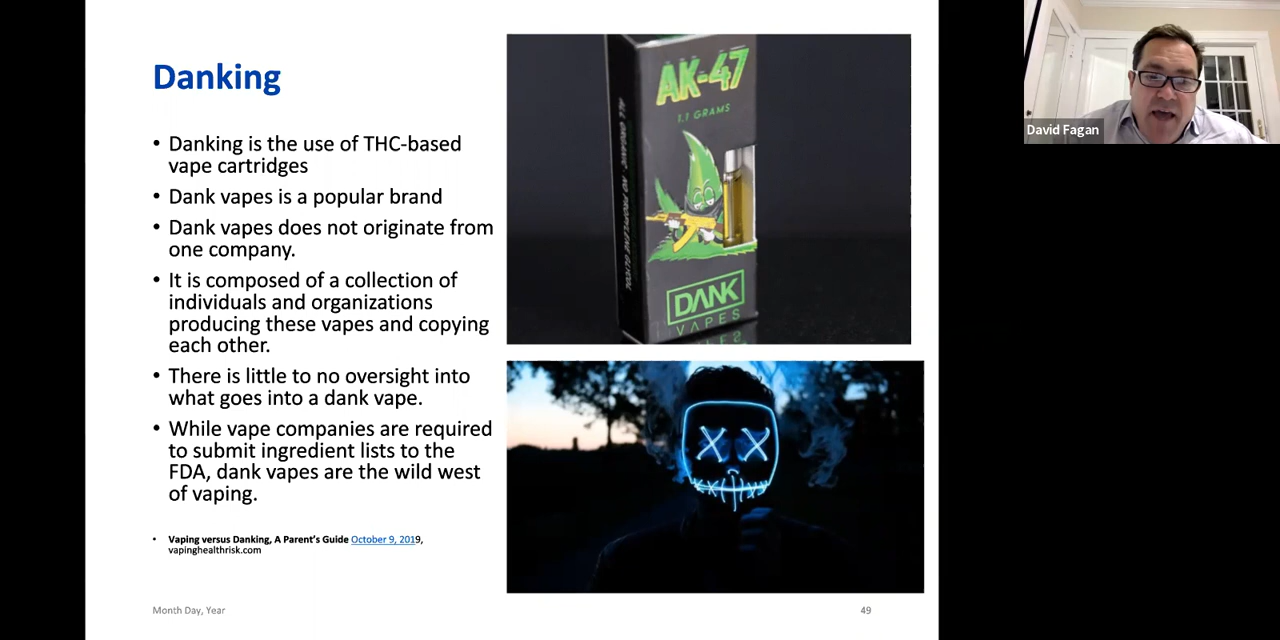 Danking
• Danking is the use of THC-based
vape cartridges
• Dank vapes is a popular brand
• Dank vapes does not originate from
one company.
• It is composed of a collection of
individuals and organizations
producing these vapes and copying
each other.
• There is little to no oversight into
what goes into a dank vape.
• While vape companies are required
to submit ingredient lists to the
FDA, dank vapes are the wild west
of vaping.
• Vaping versus Danking, A Parent's Guide October 9, 2019,
vapinghealthrisk.com
Month Day, Year
49
AK-47
1.1 GRAMS
DANK
VAPES
David Fagan